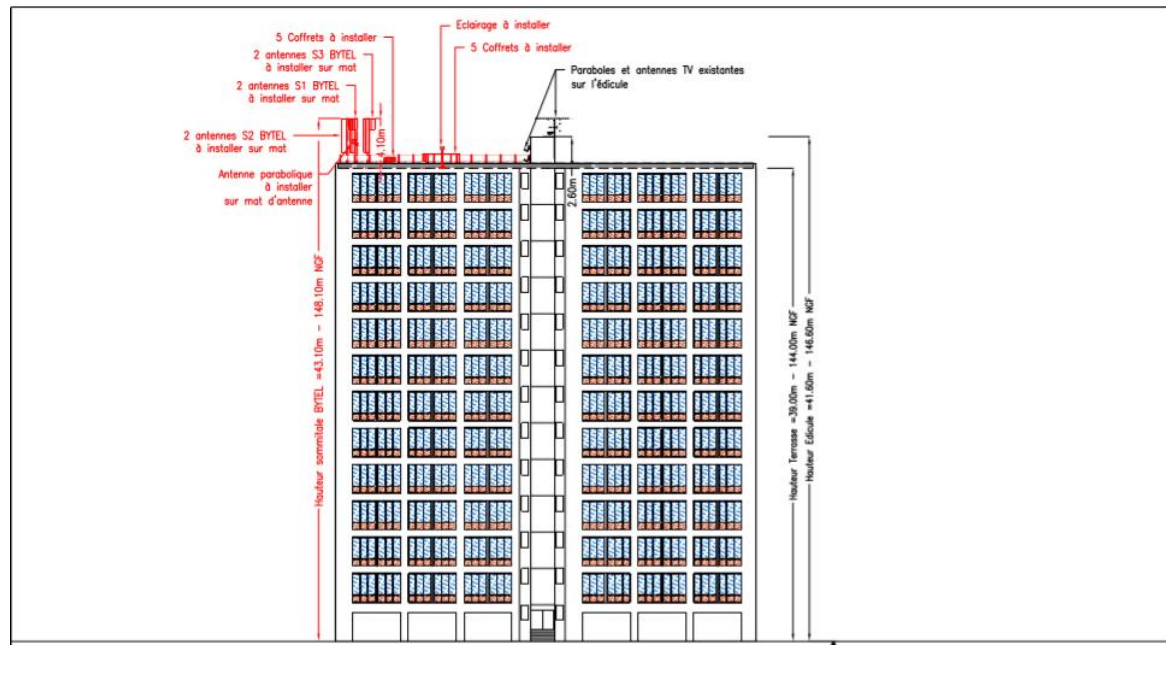 Eclairage à installer
5 Coffrets à installer
5 Coffrets à installer
2 antennes S3 BYTEL
à installer sur mat
2 antennes S1 BYTEL
à installer sur mat
2 antennes S2 BYTEL
à installer sur mat
Antenne parabolique
à installer
sur mat d'antenne
Paraboles et antennes TV existantes
sur l'édicule
4.10m
2.60m
Hauteur sommitale BYTEL =43.10m - 148.10m NGF
Hauteur Terrasse =39.00m - 144.00m NGF
Hauteur Edicule =41.60m - 146.60m NGF